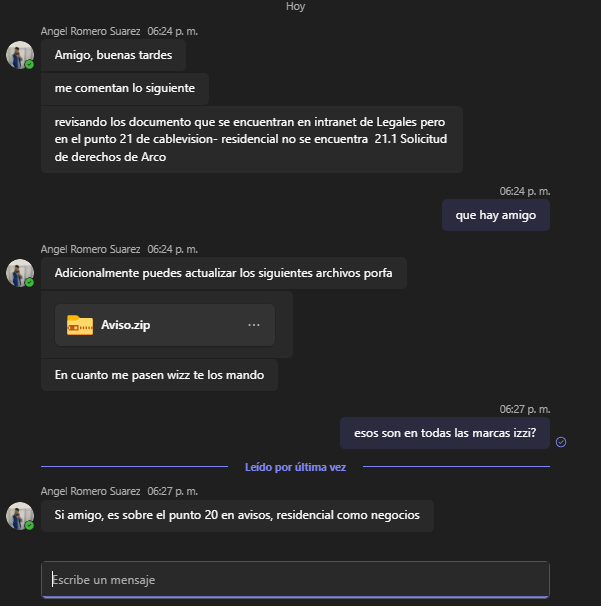 Hoy
Angel Romero Suarez 06:24 p. m.
Amigo, buenas tardes
me comentan lo siguiente
revisando los documento que se encuentran en intranet de Legales pero
en el punto 21 de cablevision- residencial no se encuentra 21.1 Solicitud
de derechos de Arco
06:24 p. m.
que hay amigo
Angel Romero Suarez 06:24 p. m.
Adicionalmente puedes actualizar los siguientes archivos porfa
Aviso.zip
En cuanto me pasen wizz te los mando
06:27 p. m.
esos son en todas las marcas izzi?
Leído por última vez
Angel Romero Suarez 06:27 p. m.
Si amigo, es sobre el punto 20 en avisos, residencial como negocios
Escribe un mensaje